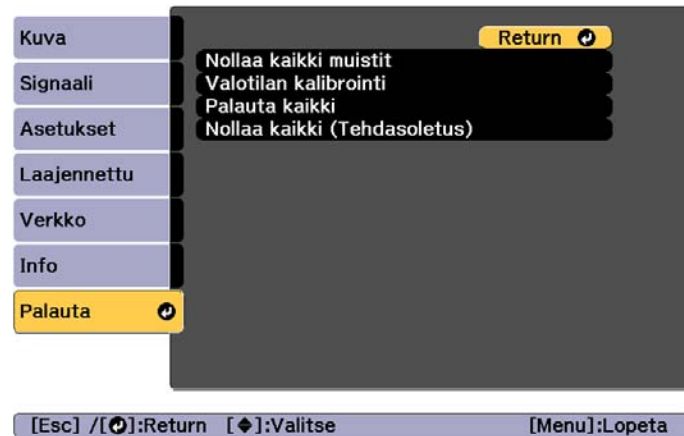 Kuva
Signaali
Asetukset
Laajennettu
Verkko
Info
Palauta
Return
Nollaa kaikki muistit
Valotilan kalibrointi
Palauta kaikki
Nollaa kaikki (Tehdasoletus)
[Esc] /[⏎]:Return [♦]:Valitse [Menu]:Lopeta